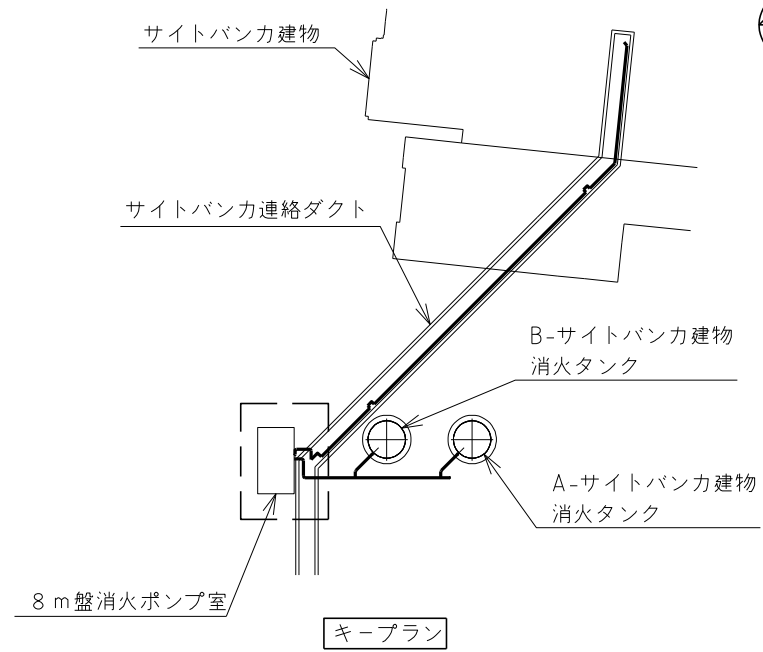 サイトバンカ建物
サイトバンカ連絡ダクト
B-サイトバンカ建物
消火タンク
A-サイトバンカ建物
消火タンク
8m盤消火ポンプ室
キープラン